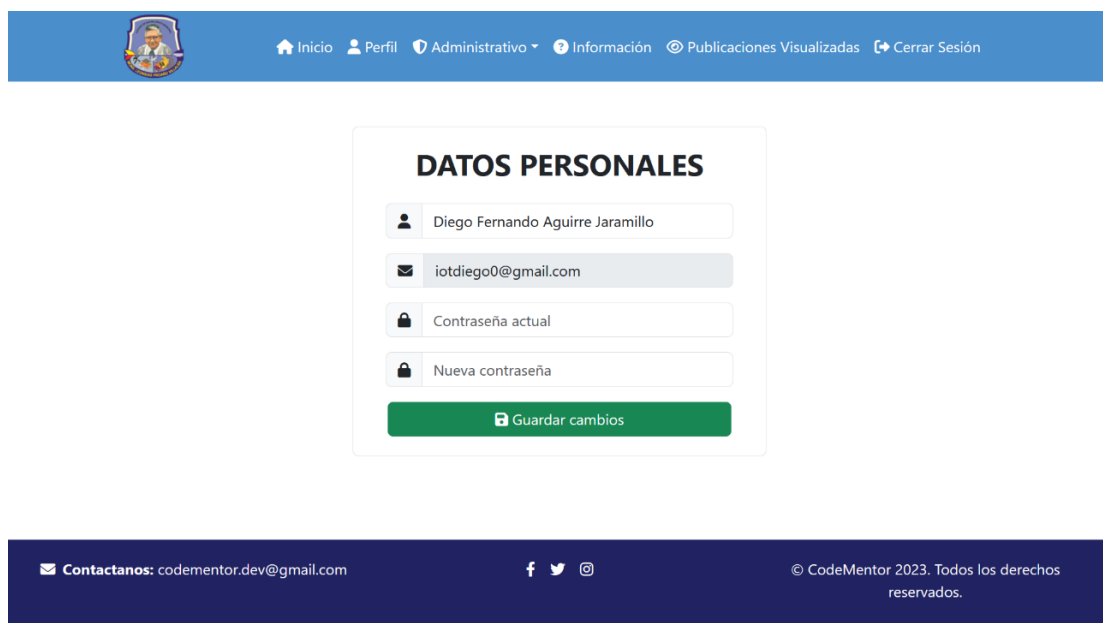 Inicio Perfil Administrativo Información Publicaciones Visualizadas Cerrar Sesión
DATOS PERSONALES
Diego Fernando Aguirre Jaramillo
iotdiego0@gmail.com
Contraseña actual
Nueva contraseña
Guardar cambios
Contactanos: codementor.dev@gmail.com
© CodeMentor 2023. Todos los derechos
reservados.